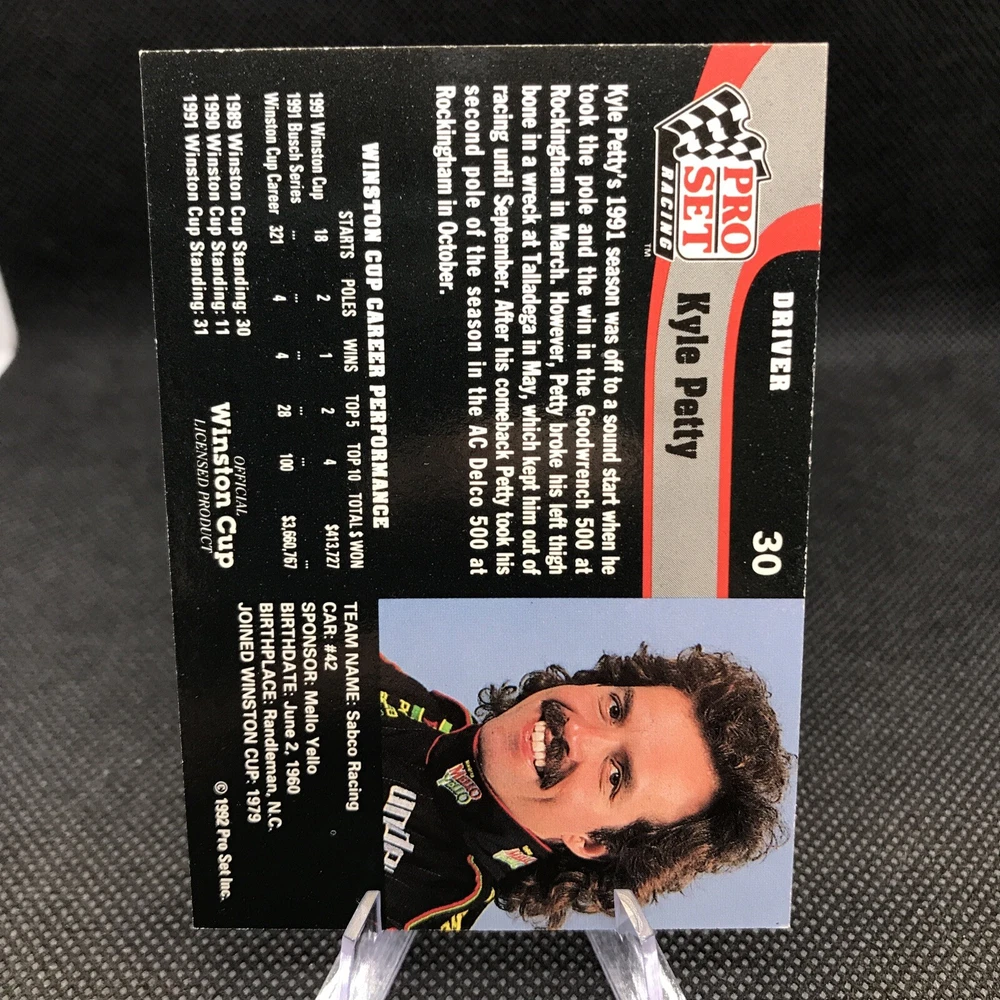 DRIVER
30
PRO
SET
RACING
TM
Kyle Petty
Kyle Petty's 1991 season was off to a sound start when he
took the pole and the win in the Goodwrench 500 at
Rockingham in March. However, Petty broke his left thigh
bone in a wreck at Talladega in May, which kept him out of
racing until September. After his comeback Petty took his
second pole of the season in the AC Delco 500 at
Rockingham in October.
WINSTON CUP CAREER PERFORMANCE
STARTS POLES WINS TOP 5 TOP 10 TOTAL $ WON
1991 Winston Cup 18 2 1 2 4 $413,727
1991 Busch Series ... ... ... ... ... ...
Winston Cup Career 321 4 4 28 100 $3,660,767
1989 Winston Cup Standing: 30
1990 Winston Cup Standing: 11
1991 Winston Cup Standing: 31
OFFICIAL
Winston Cup
LICENSED PRODUCT
TEAM NAME: Sabco Racing
CAR: #42
SPONSOR: Mello Yello
BIRTHDATE: June 2, 1960
BIRTHPLACE: Randleman, N.C.
JOINED WINSTON CUP: 1979
© 1992 Pro Set Inc.
Mello
Yello